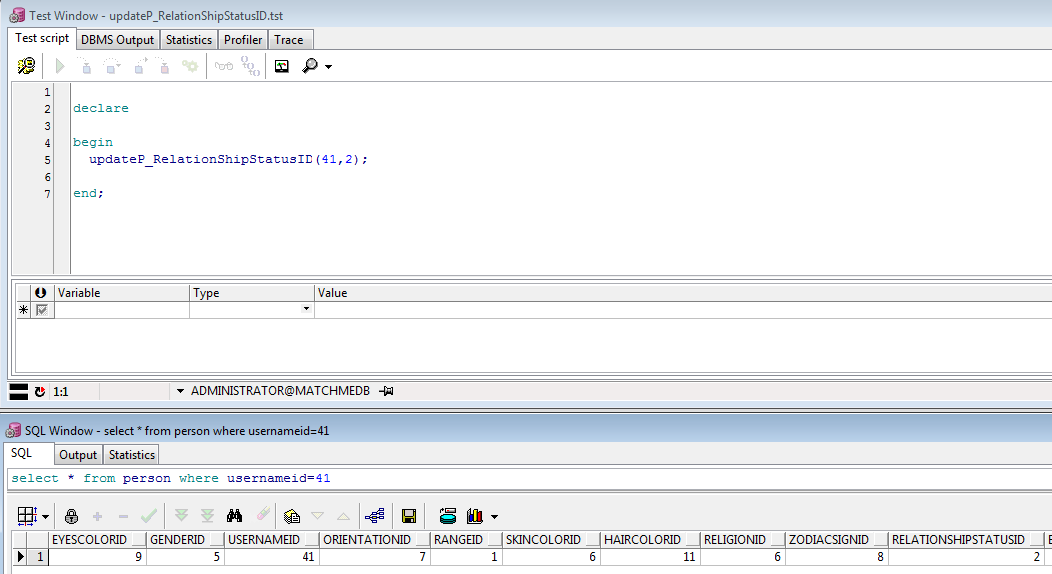 Test Window - updateP_RelationShipStatusID.tst
Test script DBMS Output Statistics Profiler Trace
1
2 declare
3
4 begin
5 updateP_RelationShipStatusID(41,2);
6
7 end;
Variable Type Value
1:1 ADMINISTRATOR@MATCHMEDB
SQL Window - select * from person where usernameid=41
SQL Output Statistics
select * from person where usernameid=41
EYESCOLORID GENDERID USERNAMEID ORIENTATIONID RANGEID SKINCOLORID HAIRCOLORID RELIGIONID ZODIACSIGNID RELATIONSHIPSTATUSID
1 9 5 41 7 1 6 11 6 8 2